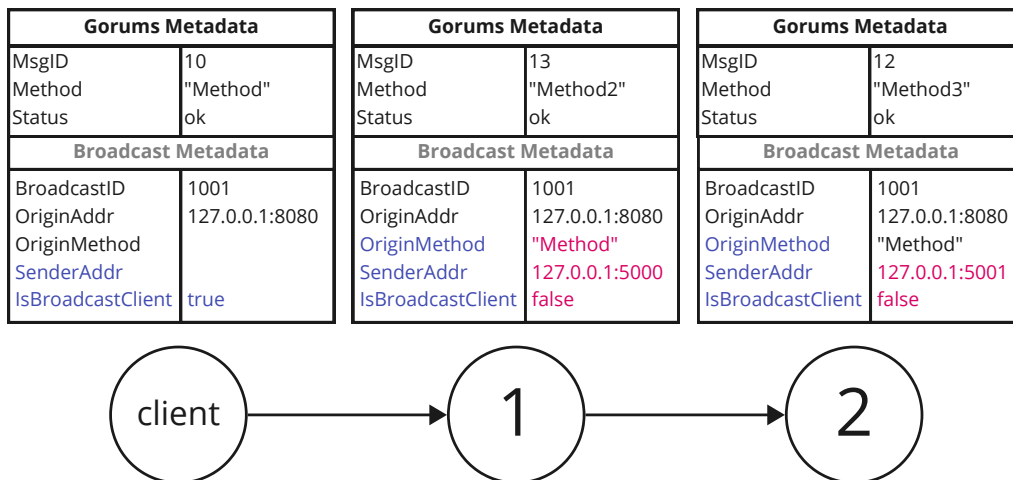 Gorums Metadata
MsgID 10
Method "Method"
Status ok
Broadcast Metadata
BroadcastID 1001
OriginAddr 127.0.0.1:8080
OriginMethod
SenderAddr
IsBroadcastClient true
Gorums Metadata
MsgID 13
Method "Method2"
Status ok
Broadcast Metadata
BroadcastID 1001
OriginAddr 127.0.0.1:8080
OriginMethod "Method"
SenderAddr 127.0.0.1:5000
IsBroadcastClient false
Gorums Metadata
MsgID 12
Method "Method3"
Status ok
Broadcast Metadata
BroadcastID 1001
OriginAddr 127.0.0.1:8080
OriginMethod "Method"
SenderAddr 127.0.0.1:5001
IsBroadcastClient false
client
1
2